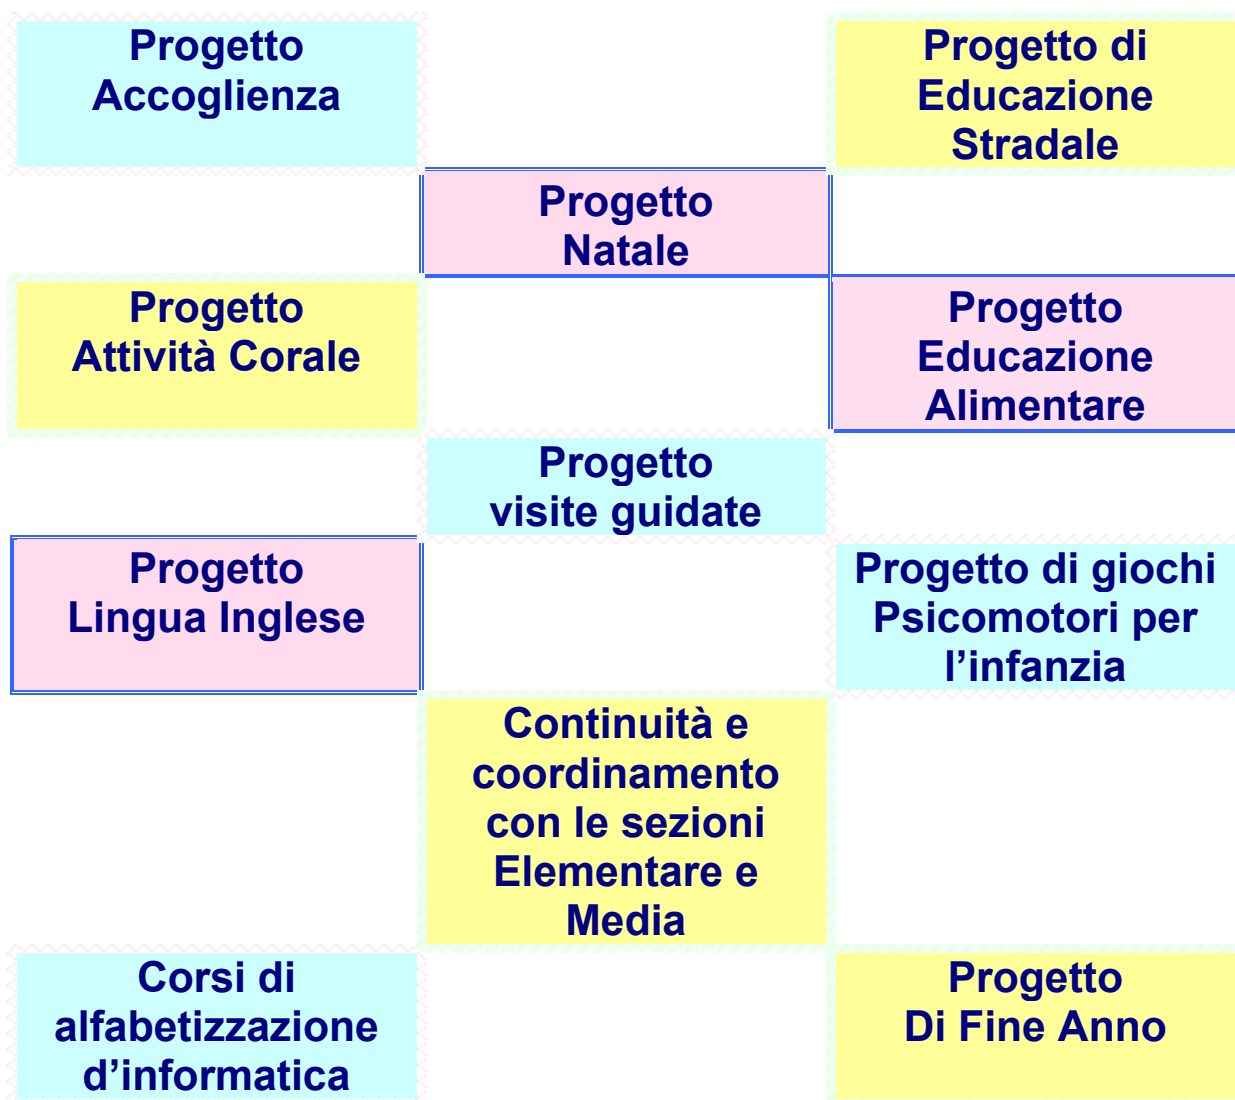 Progetto
Accoglienza
Progetto di
Educazione
Stradale
Progetto
Natale
Progetto
Attività Corale
Progetto
Educazione
Alimentare
Progetto
visite guidate
Progetto
Lingua Inglese
Progetto di giochi
Psicomotori per
l’infanzia
Continuità e
coordinamento
con le sezioni
Elementare e
Media
Corsi di
alfabetizzazione
d’informatica
Progetto
Di Fine Anno